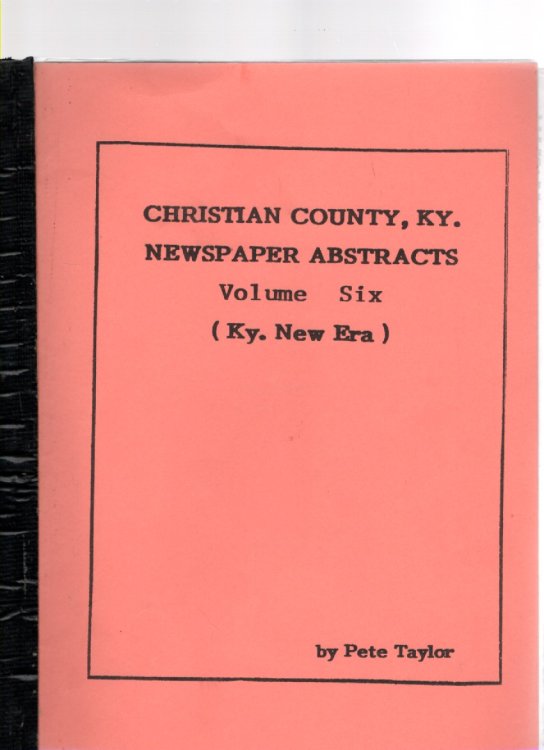 CHRISTIAN COUNTY, KY.
NEWSPAPER ABSTRACTS
Volume Six
( Ky. New Era )
by Pete Taylor